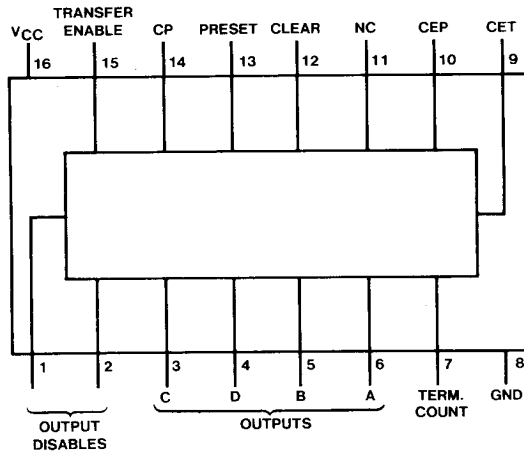 VCC TRANSFER ENABLE CP PRESET CLEAR NC CEP CET
16 15 14 13 12 11 10 9
1 2 3 4 5 6 7 8
C D B A TERM. COUNT GND
OUTPUT DISABLES OUTPUTS